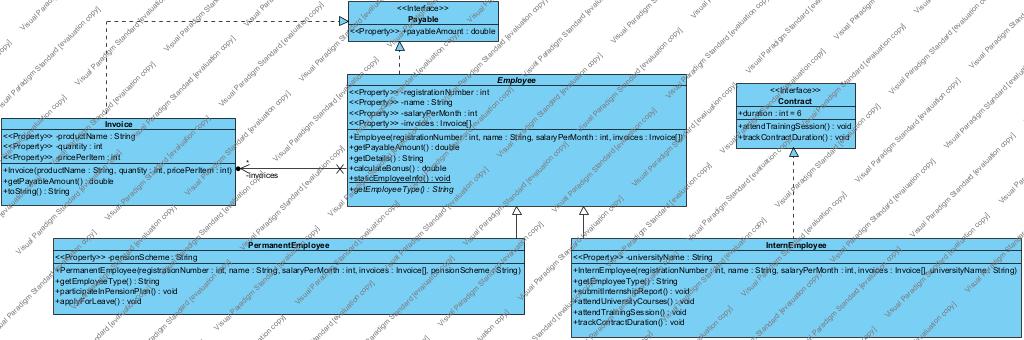 <<Interface>>
Payable
<<Property>> +payableAmount : double
Employee
<<Property>> -registrationNumber : int
<<Property>> -name : String
<<Property>> -salaryPerMonth : int
<<Property>> -invoices : Invoice[]
+Employee(registrationNumber : int, name : String, salaryPerMonth : int, invoices : Invoice[])
+getPayableAmount() : double
+getDetails() : String
+calculateBonus() : double
+staticEmployeeInfo() : void
+getEmployeeType() : String
<<Interface>>
Contract
+duration : int = 6
+attendTrainingSession() : void
+trackContractDuration() : void
Invoice
<<Property>> -productName : String
<<Property>> -quantity : int
<<Property>> -pricePerItem : int
+Invoice(productName : String, quantity : int, pricePerItem : int)
+getPayableAmount() : double
+toString() : String
*
-invoices
PermanentEmployee
<<Property>> -pensionScheme : String
+PermanentEmployee(registrationNumber : int, name : String, salaryPerMonth : int, invoices : Invoice[], pensionScheme : String)
+getEmployeeType() : String
+participateInPensionPlan() : void
+applyForLeave() : void
InternEmployee
<<Property>> -universityName : String
+InternEmployee(registrationNumber : int, name : String, salaryPerMonth : int, invoices : Invoice[], universityName : String)
+getEmployeeType() : String
+submitInternshipReport() : void
+attendUniversityCourses() : void
+attendTrainingSession() : void
+trackContractDuration() : void
Visual Paradigm Standard [evaluation copy]